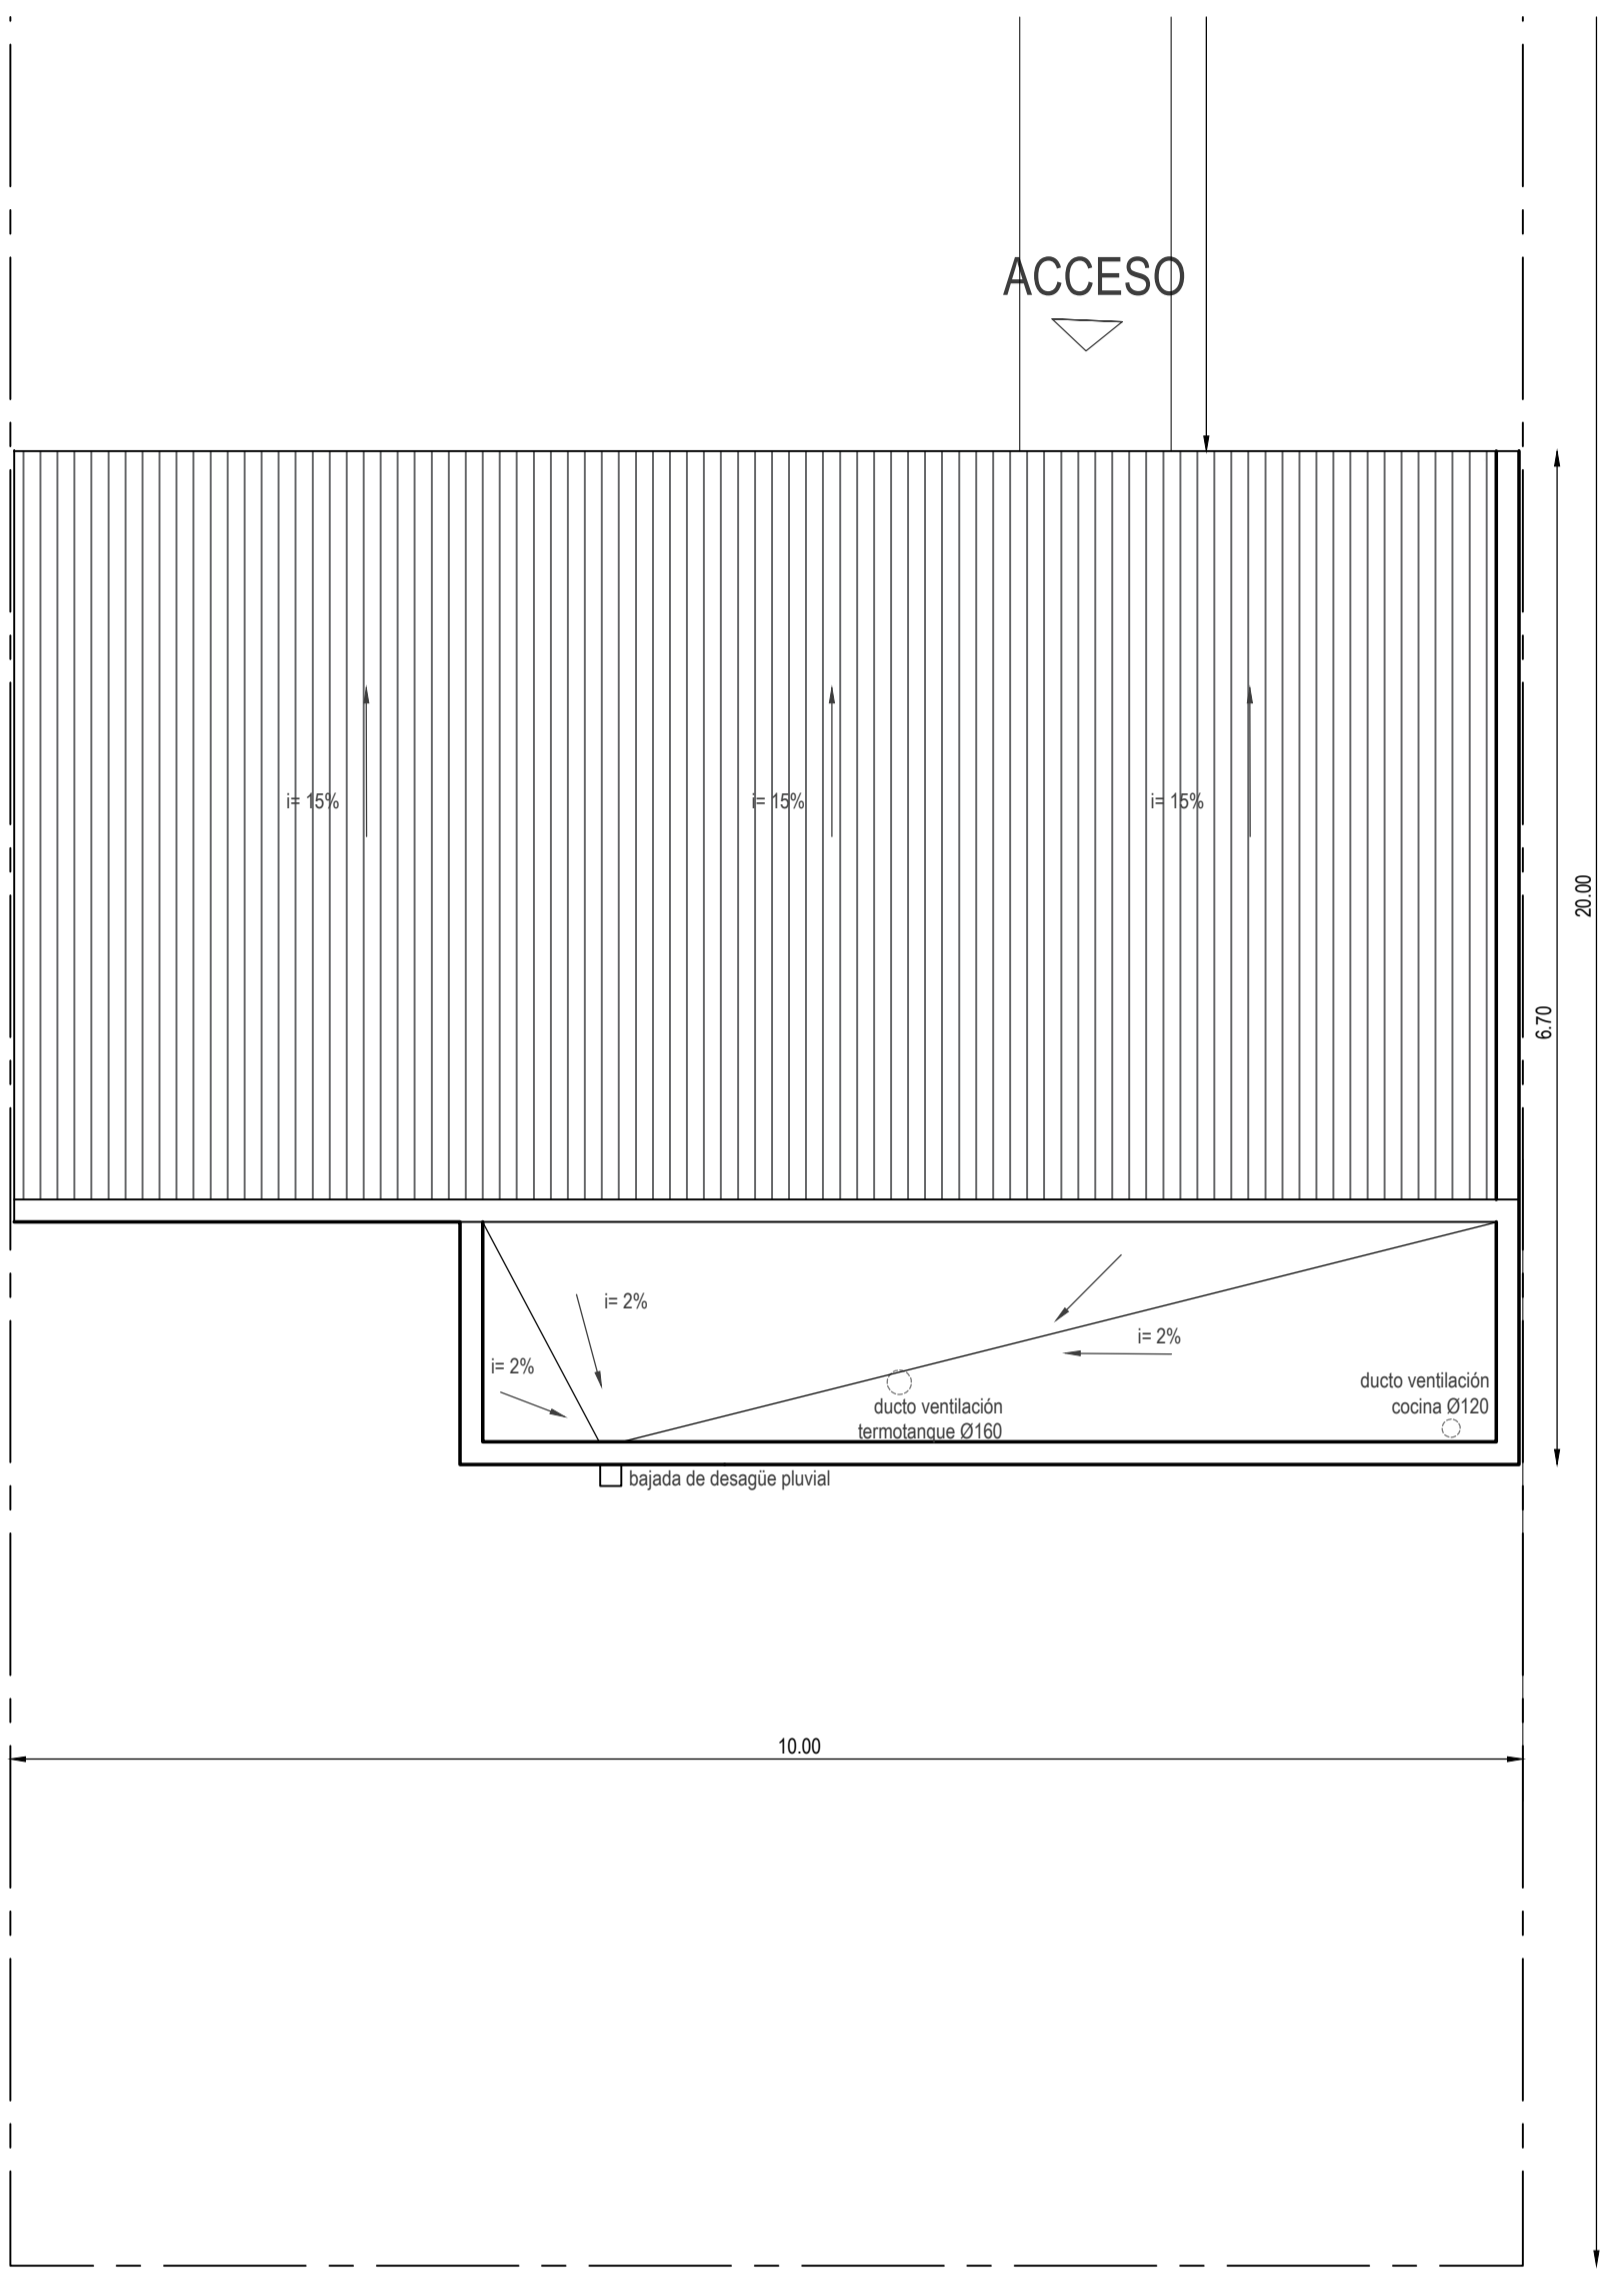 ACCESO
i= 15%
i= 15%
i= 15%
20.00
6.70
i= 2%
i= 2%
i= 2%
ducto ventilación
cocina Ø120
ducto ventilación
termotanque Ø160
bajada de desagüe pluvial
10.00